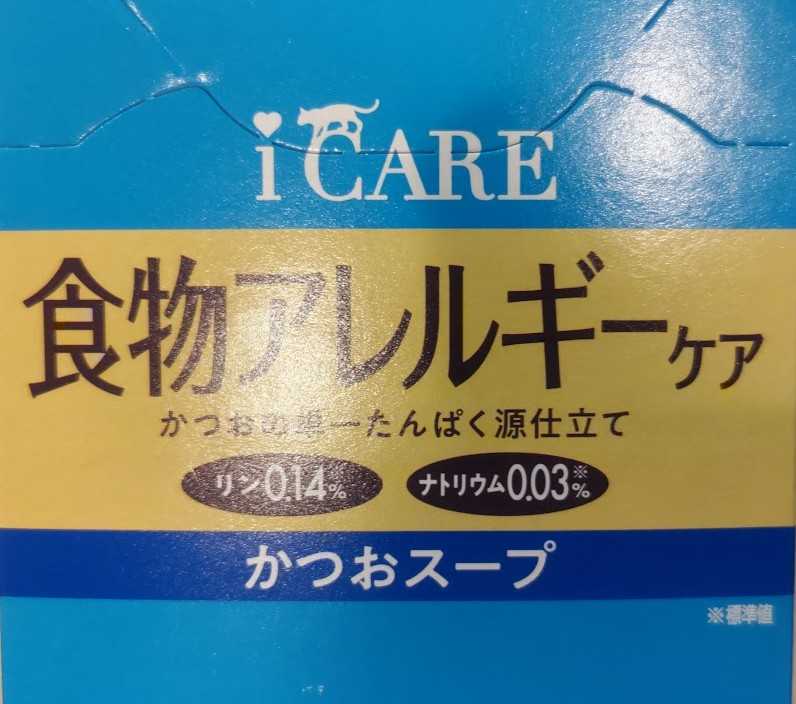 iCARE
食物アレルギーケア
かつおの単一たんぱく源仕立て
リン0.14%※ ナトリウム0.03%※
かつおスープ
※標準値